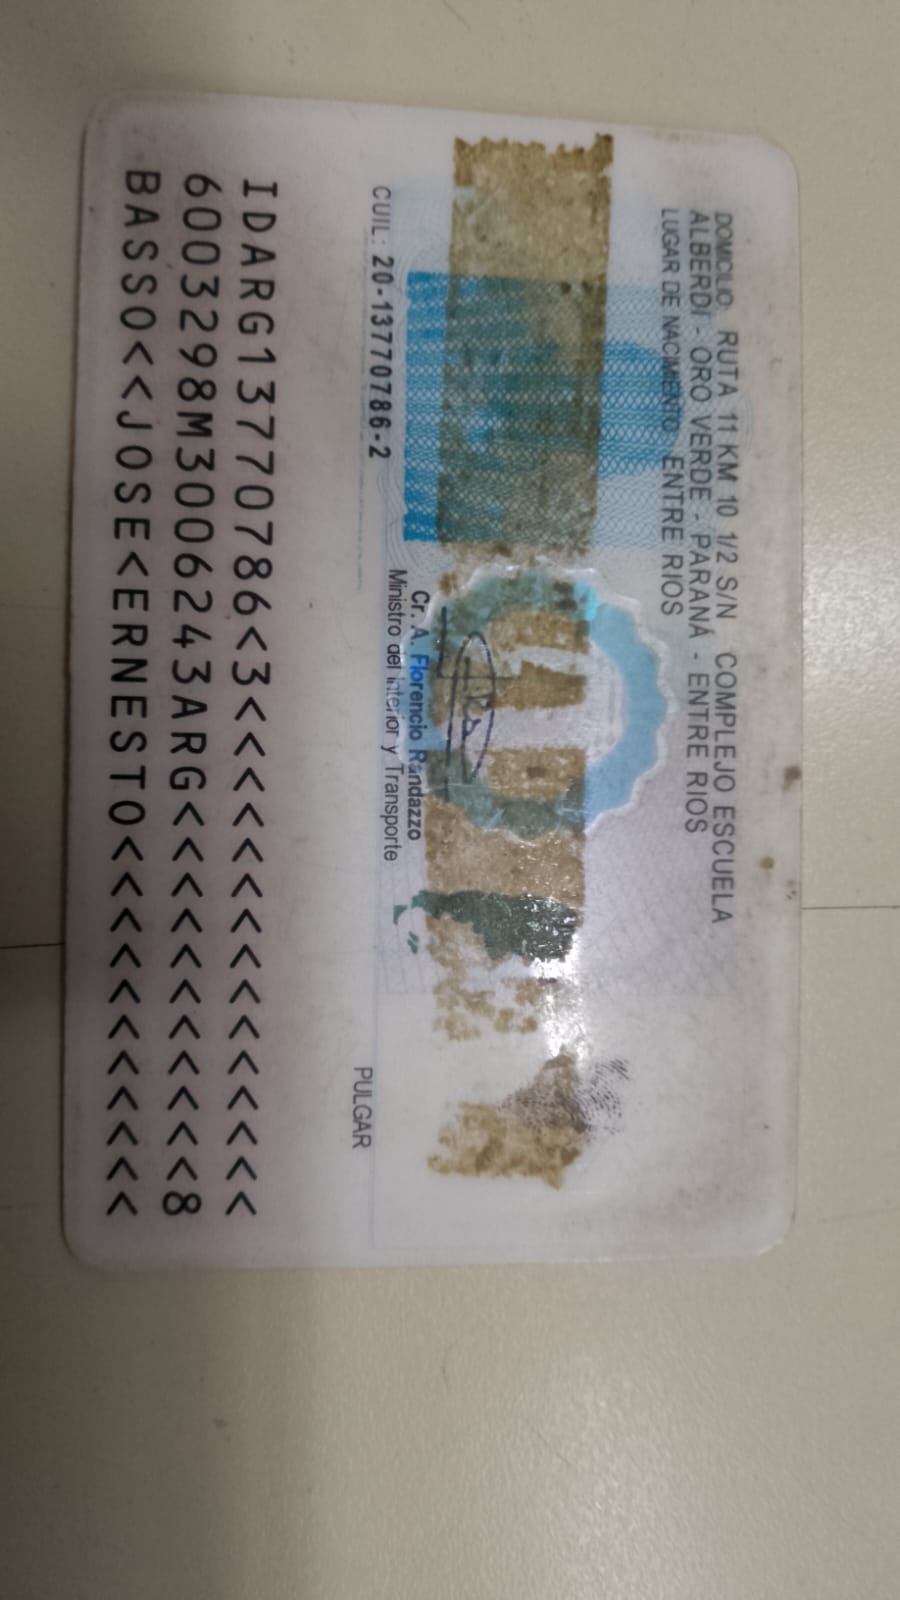 DOMICILIO: RUTA 11 KM 10 1/2 S/N COMPLEJO ESCUELA
ALBERDI - ORO VERDE - PARANÁ - ENTRE RIOS
LUGAR DE NACIMIENTO: ENTRE RIOS
Cr. A. Florencio Randazzo
Ministro del Interior y Transporte
CUIL: 20-13770786-2
PULGAR
IDARG13770786<3<<<<<<<<<<<<<<<
6003298M3006243ARG<<<<<<<<<<<8
BASSO<<JOSE<ERNESTO<<<<<<<<<<<